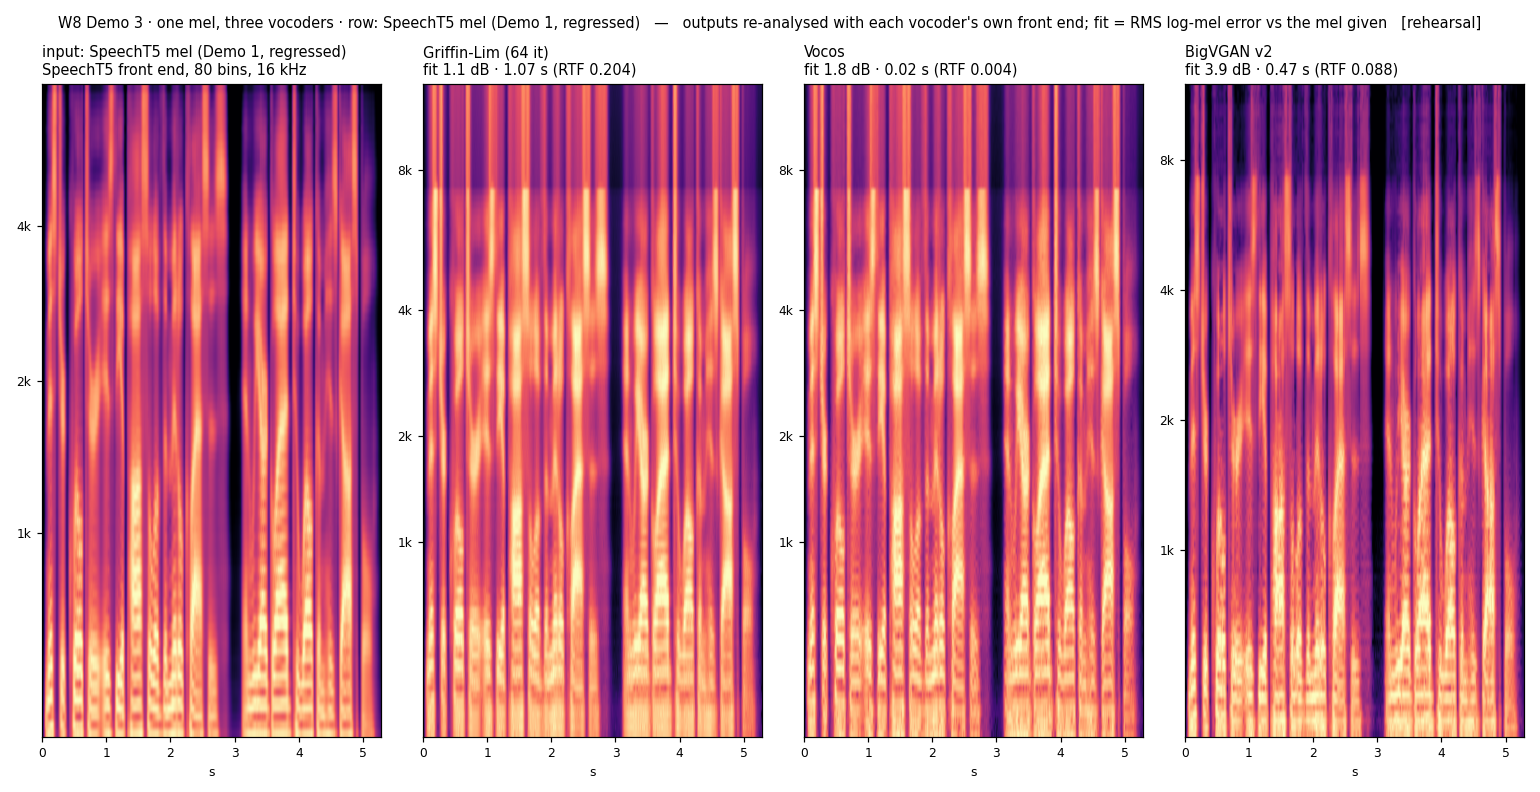 W8 Demo 3 · one mel, three vocoders · row: SpeechT5 mel (Demo 1, regressed) — outputs re-analysed with each vocoder's own front end; fit = RMS log-mel error vs the mel given [rehearsal]
input: SpeechT5 mel (Demo 1, regressed)
SpeechT5 front end, 80 bins, 16 kHz
4k
2k
1k
0 1 2 3 4 5
s
Griffin-Lim (64 it)
fit 1.1 dB · 1.07 s (RTF 0.204)
8k
4k
2k
1k
0 1 2 3 4 5
s
Vocos
fit 1.8 dB · 0.02 s (RTF 0.004)
8k
4k
2k
1k
0 1 2 3 4 5
s
BigVGAN v2
fit 3.9 dB · 0.47 s (RTF 0.088)
8k
4k
2k
1k
0 1 2 3 4 5
s